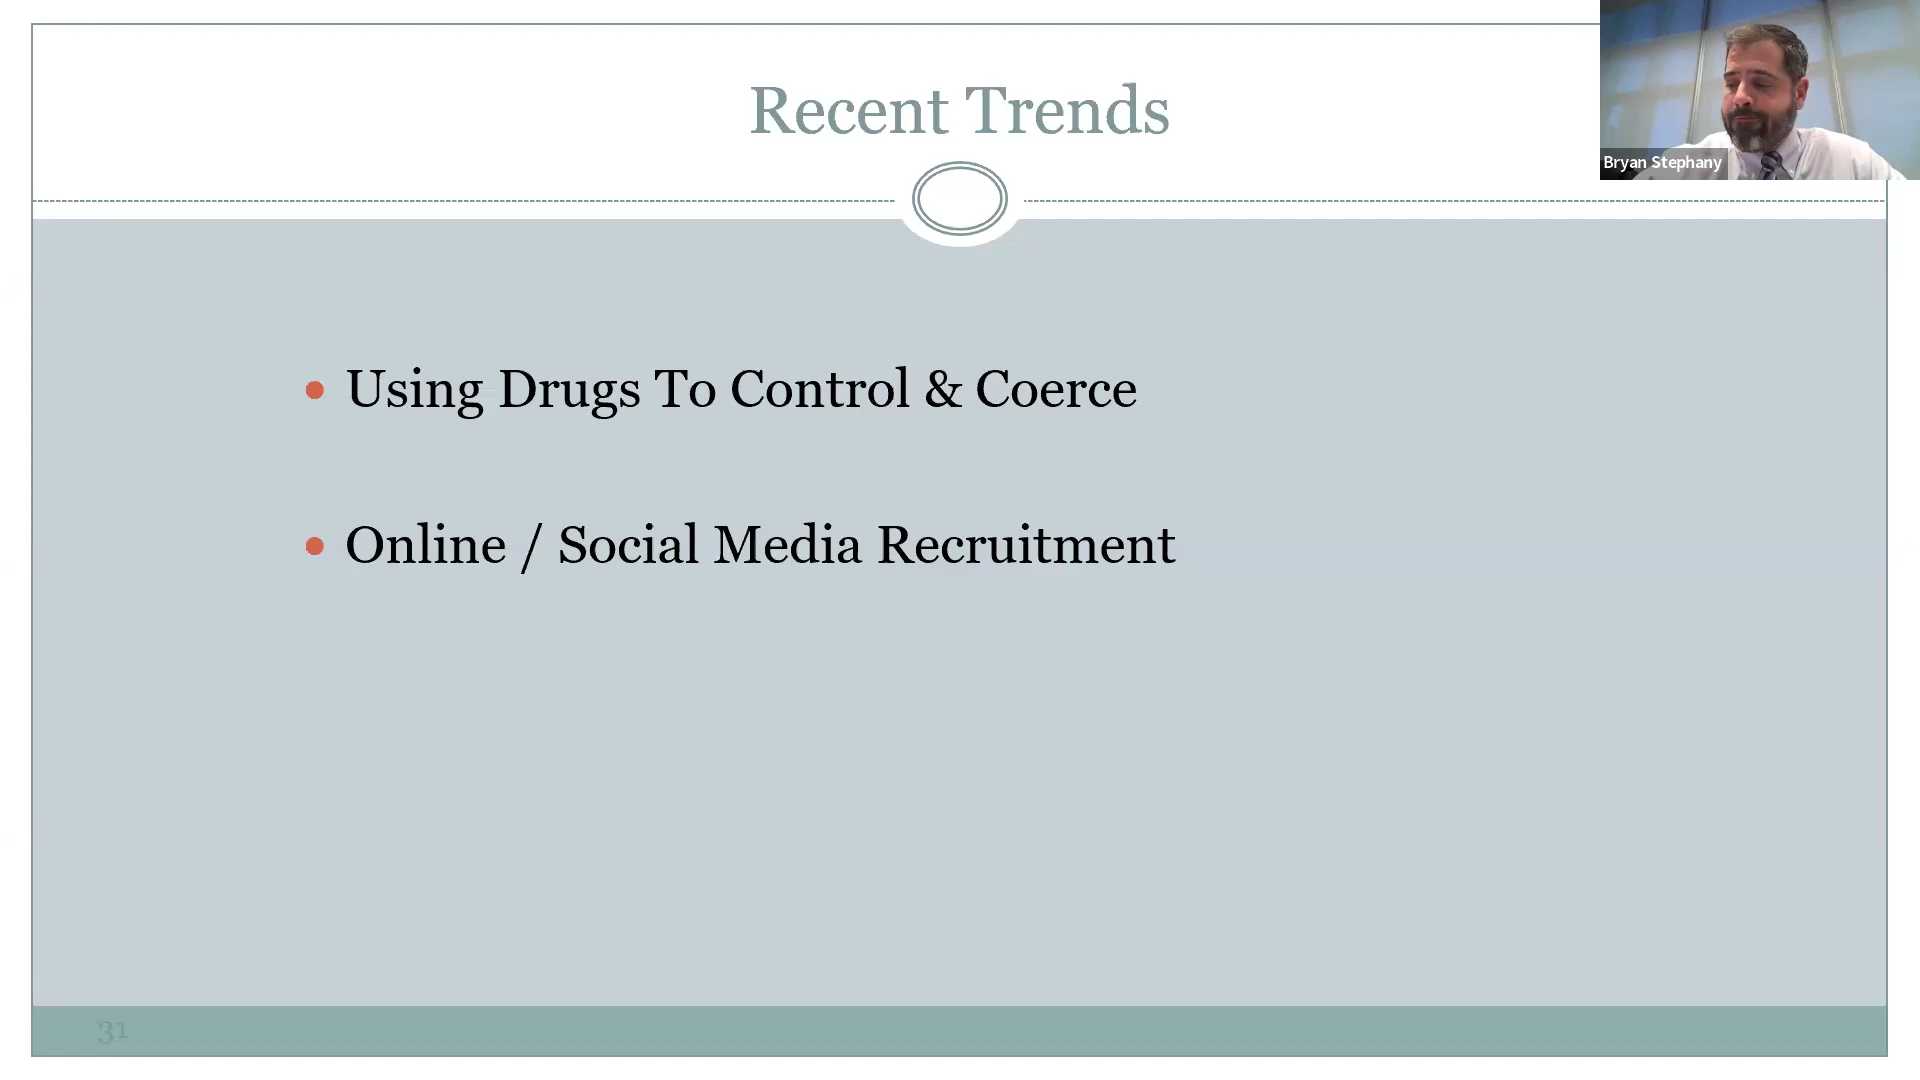 Recent Trends
Bryan Stephany
Using Drugs To Control & Coerce
Online / Social Media Recruitment
31